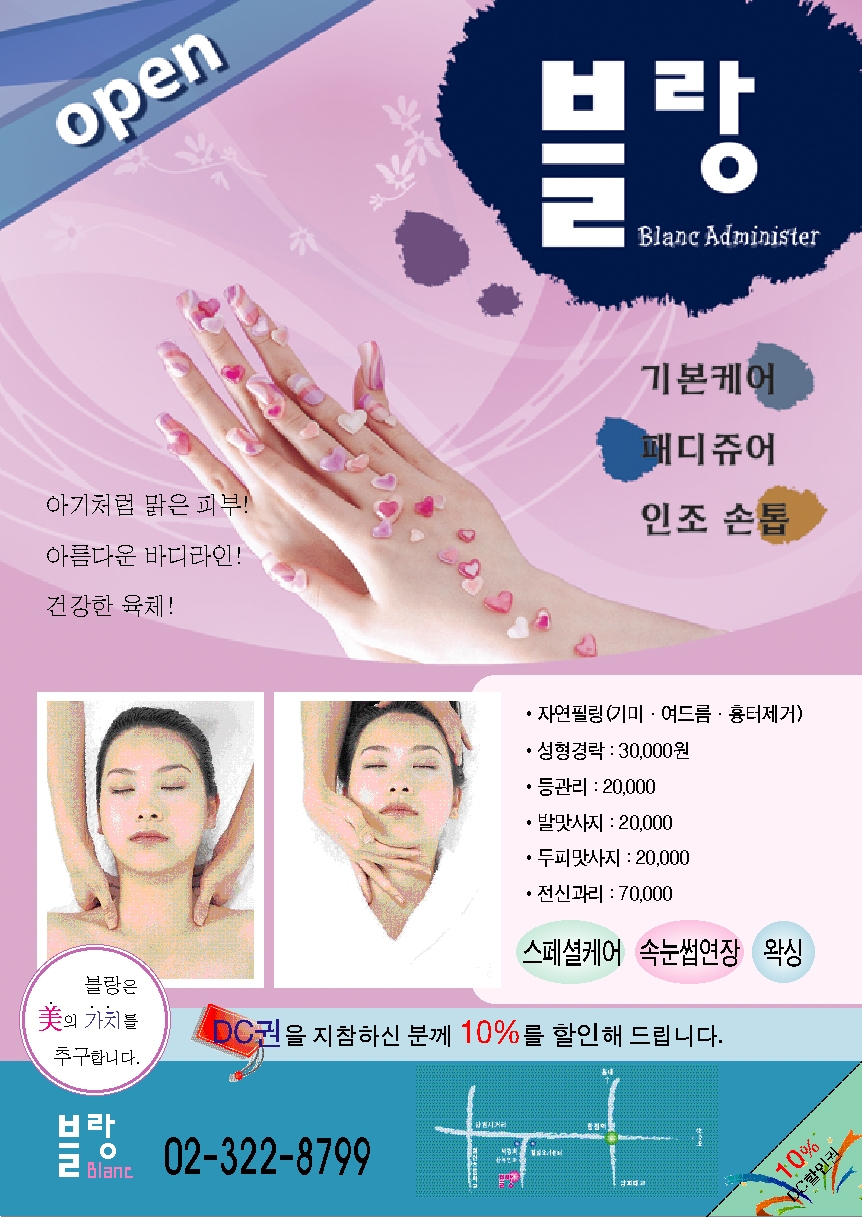 open
블랑
Blanc Administer
기본케어
패디쥬어
인조 손톱
아기처럼 맑은 피부!
아름다운 바디라인!
건강한 육체!
• 자연필링(기미 · 여드름 · 흉터제거)
• 성형경락 : 30,000원
• 등관리 : 20,000
• 발맛사지 : 20,000
• 두피맛사지 : 20,000
• 전신과리 : 70,000
스페셜케어 속눈썹연장 왁싱
블랑은
美의 가치를
추구합니다.
DC권을 지참하신 분께 10%를 할인해 드립니다.
블랑
Blanc
02-322-8799
블랑
10%
DC할인권